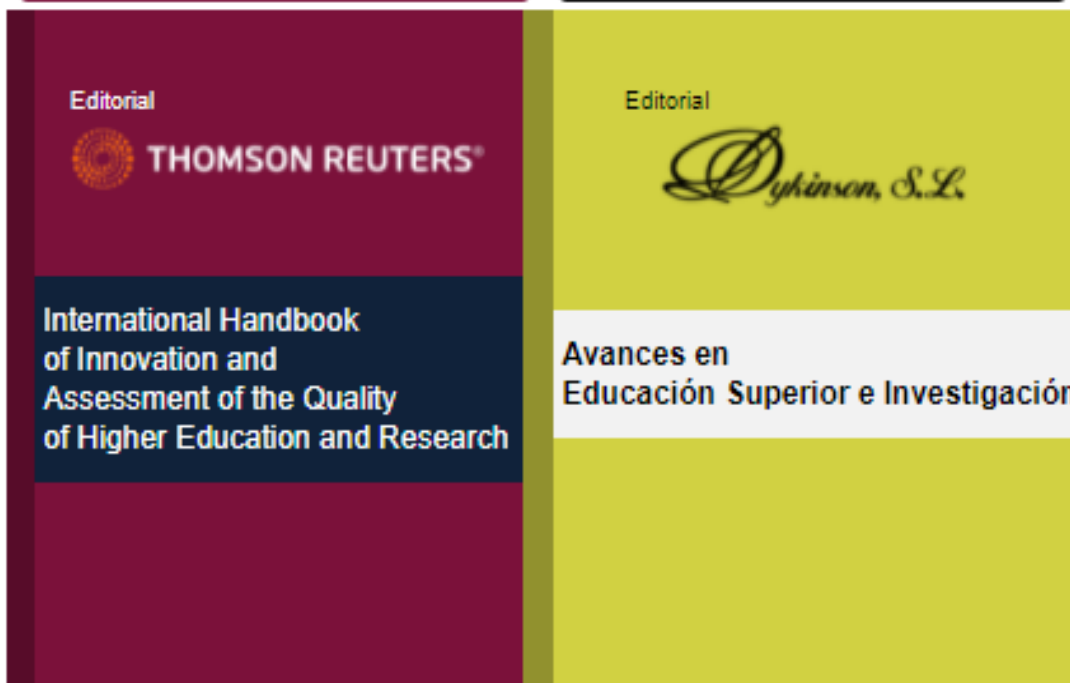 Editorial
THOMSON REUTERS®
International Handbook
of Innovation and
Assessment of the Quality
of Higher Education and Research
Editorial
Dykinson, S.L.
Avances en
Educación Superior e Investigación